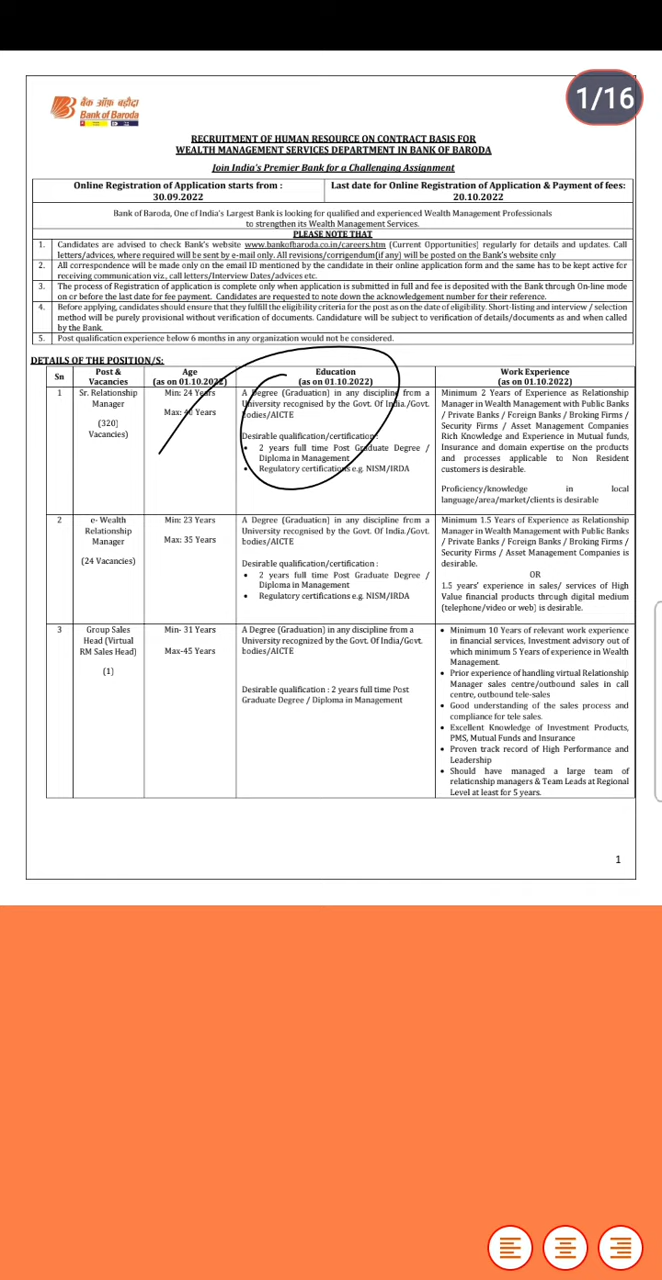 1/16
बैंक ऑफ़ बड़ौदा
Bank of Baroda
RECRUITMENT OF HUMAN RESOURCE ON CONTRACT BASIS FOR
WEALTH MANAGEMENT SERVICES DEPARTMENT IN BANK OF BARODA
Join India's Premier Bank for a Challenging Assignment
Online Registration of Application starts from :
30.09.2022
Last date for Online Registration of Application & Payment of fees:
20.10.2022
Bank of Baroda, One of India's Largest Bank is looking for qualified and experienced Wealth Management Professionals
to strengthen its Wealth Management Services.
PLEASE NOTE THAT
1. Candidates are advised to check Bank's website www.bankofbaroda.co.in/careers.htm (Current Opportunities) regularly for details and updates. Call
letters/advices, where required will be sent by e-mail only. All revisions/corrigendum(if any) will be posted on the Bank's website only
2. All correspondence will be made only on the email ID mentioned by the candidate in their online application form and the same has to be kept active for
receiving communication viz., call letters/Interview Dates/advices etc.
3. The process of Registration of application is complete only when application is submitted in full and fee is deposited with the Bank through On-line mode
on or before the last date for fee payment. Candidates are requested to note down the acknowledgement number for their reference.
4. Before applying, candidates should ensure that they fulfill the eligibility criteria for the post as on the date of eligibility. Short-listing and interview / selection
method will be purely provisional without verification of documents. Candidature will be subject to verification of details/documents as and when called
by the Bank.
5. Post qualification experience below 6 months in any organization would not be considered.
DETAILS OF THE POSITION/S:
Sn
Post &
Vacancies
Age
(as on 01.10.2022)
Education
(as on 01.10.2022)
Work Experience
(as on 01.10.2022)
1
Sr. Relationship
Manager
(320)
Vacancies)
Min: 24 Years
Max: 40 Years
A Degree (Graduation) in any discipline from a
University recognised by the Govt. Of India./Govt.
bodies/AICTE
Desirable qualification/certification:
• 2 years full time Post Graduate Degree /
Diploma in Management
• Regulatory certifications e.g. NISM/IRDA
Minimum 2 Years of Experience as Relationship
Manager in Wealth Management with Public Banks
/ Private Banks / Foreign Banks / Broking Firms /
Security Firms / Asset Management Companies
Rich Knowledge and Experience in Mutual funds,
Insurance and domain expertise on the products
and processes applicable to Non Resident
customers is desirable.
Proficiency/knowledge in local
language/area/market/clients is desirable
2
e- Wealth
Relationship
Manager
(24 Vacancies)
Min: 23 Years
Max: 35 Years
A Degree (Graduation) in any discipline from a
University recognised by the Govt. Of India./Govt.
bodies/AICTE
Desirable qualification/certification :
• 2 years full time Post Graduate Degree /
Diploma in Management
• Regulatory certifications e.g. NISM/IRDA
Minimum 1.5 Years of Experience as Relationship
Manager in Wealth Management with Public Banks
/ Private Banks / Foreign Banks / Broking Firms /
Security Firms / Asset Management Companies is
desirable.
OR
1.5 years' experience in sales/ services of High
Value financial products through digital medium
(telephone/video or web) is desirable.
3
Group Sales
Head (Virtual
RM Sales Head)
(1)
Min- 31 Years
Max-45 Years
A Degree (Graduation) in any discipline from a
University recognised by the Govt. Of India/Govt.
bodies/AICTE
Desirable qualification : 2 years full time Post
Graduate Degree / Diploma in Management
• Minimum 10 Years of relevant work experience
in financial services, Investment advisory out of
which minimum 5 Years of experience in Wealth
Management.
• Prior experience of handling virtual Relationship
Manager sales centre/outbound sales in call
centre, outbound tele-sales
• Good understanding of the sales process and
compliance for tele sales.
• Excellent Knowledge of Investment Products,
PMS, Mutual Funds and Insurance
• Proven track record of High Performance and
Leadership
• Should have managed a large team of
relationship managers & Team Leads at Regional
Level at least for 5 years.
1